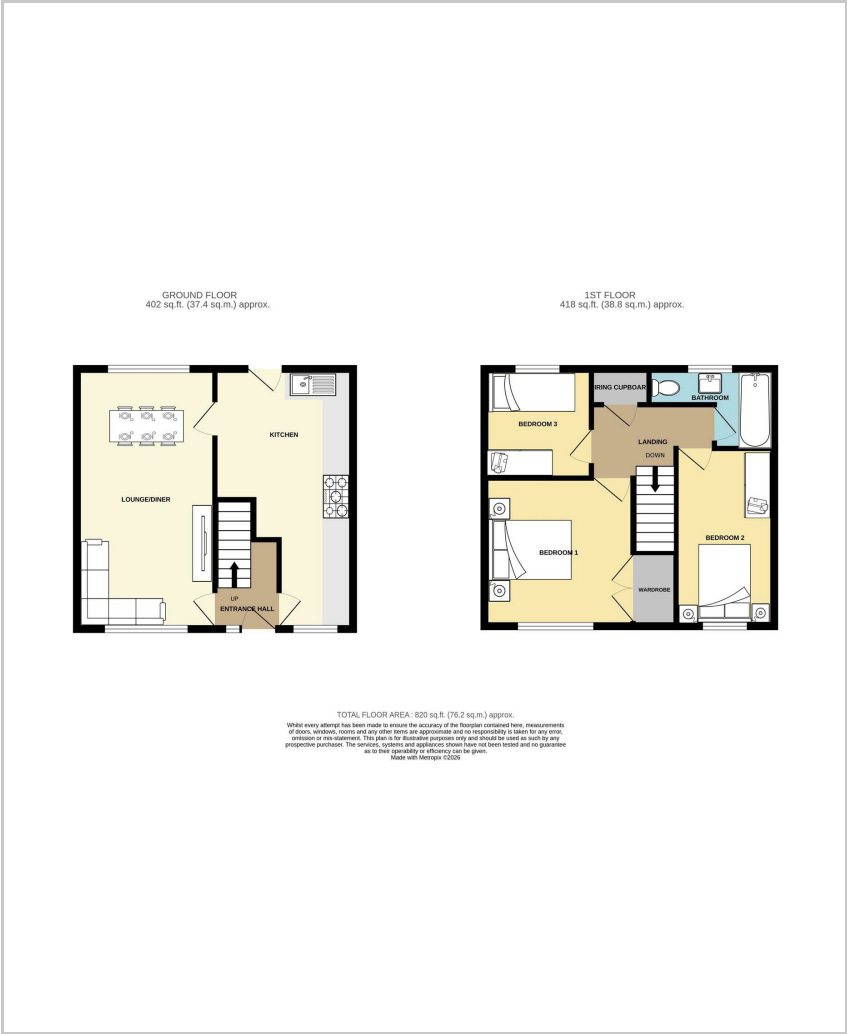 GROUND FLOOR
402 sq.ft. (37.4 sq.m.) approx.
1ST FLOOR
418 sq.ft. (38.8 sq.m.) approx.
LOUNGE/DINER
KITCHEN
UP
ENTRANCE HALL
BEDROOM 3
IRING CUPBOAR
BATHROOM
LANDING
DOWN
BEDROOM 1
BEDROOM 2
WARDROBE
TOTAL FLOOR AREA : 820 sq.ft. (76.2 sq.m.) approx.
Whilst every attempt has been made to ensure the accuracy of the floorplan contained here, measurements
of doors, windows, rooms and any other items are approximate and no responsibility is taken for any error,
omission or mis-statement. This plan is for illustrative purposes only and should be used as such by any
prospective purchaser. The services, systems and appliances shown have not been tested and no guarantee
as to their operability or efficiency can be given.
Made with Metropix ©2026